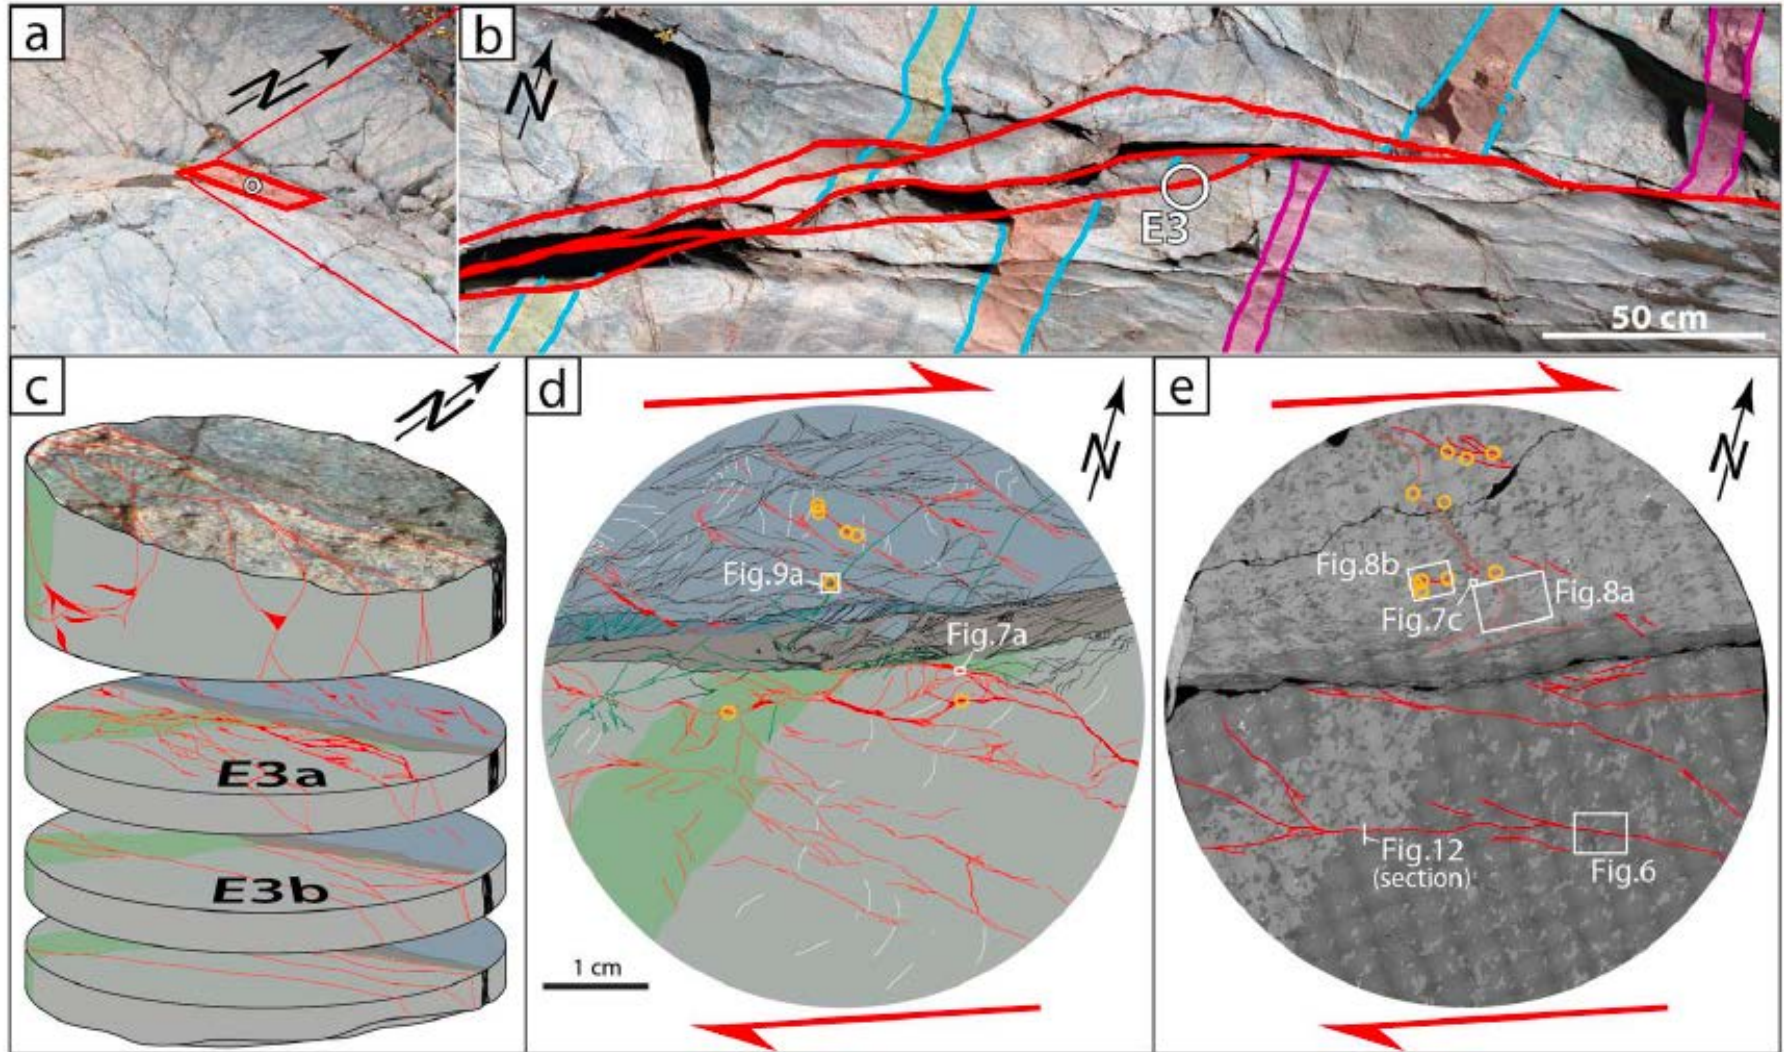 a
N
b
N
E3
50 cm
c
N
E3a
E3b
d
N
Fig.9a
Fig.7a
1 cm
e
N
Fig.8b
Fig.8a
Fig.7c
Fig.12
(section)
Fig.6